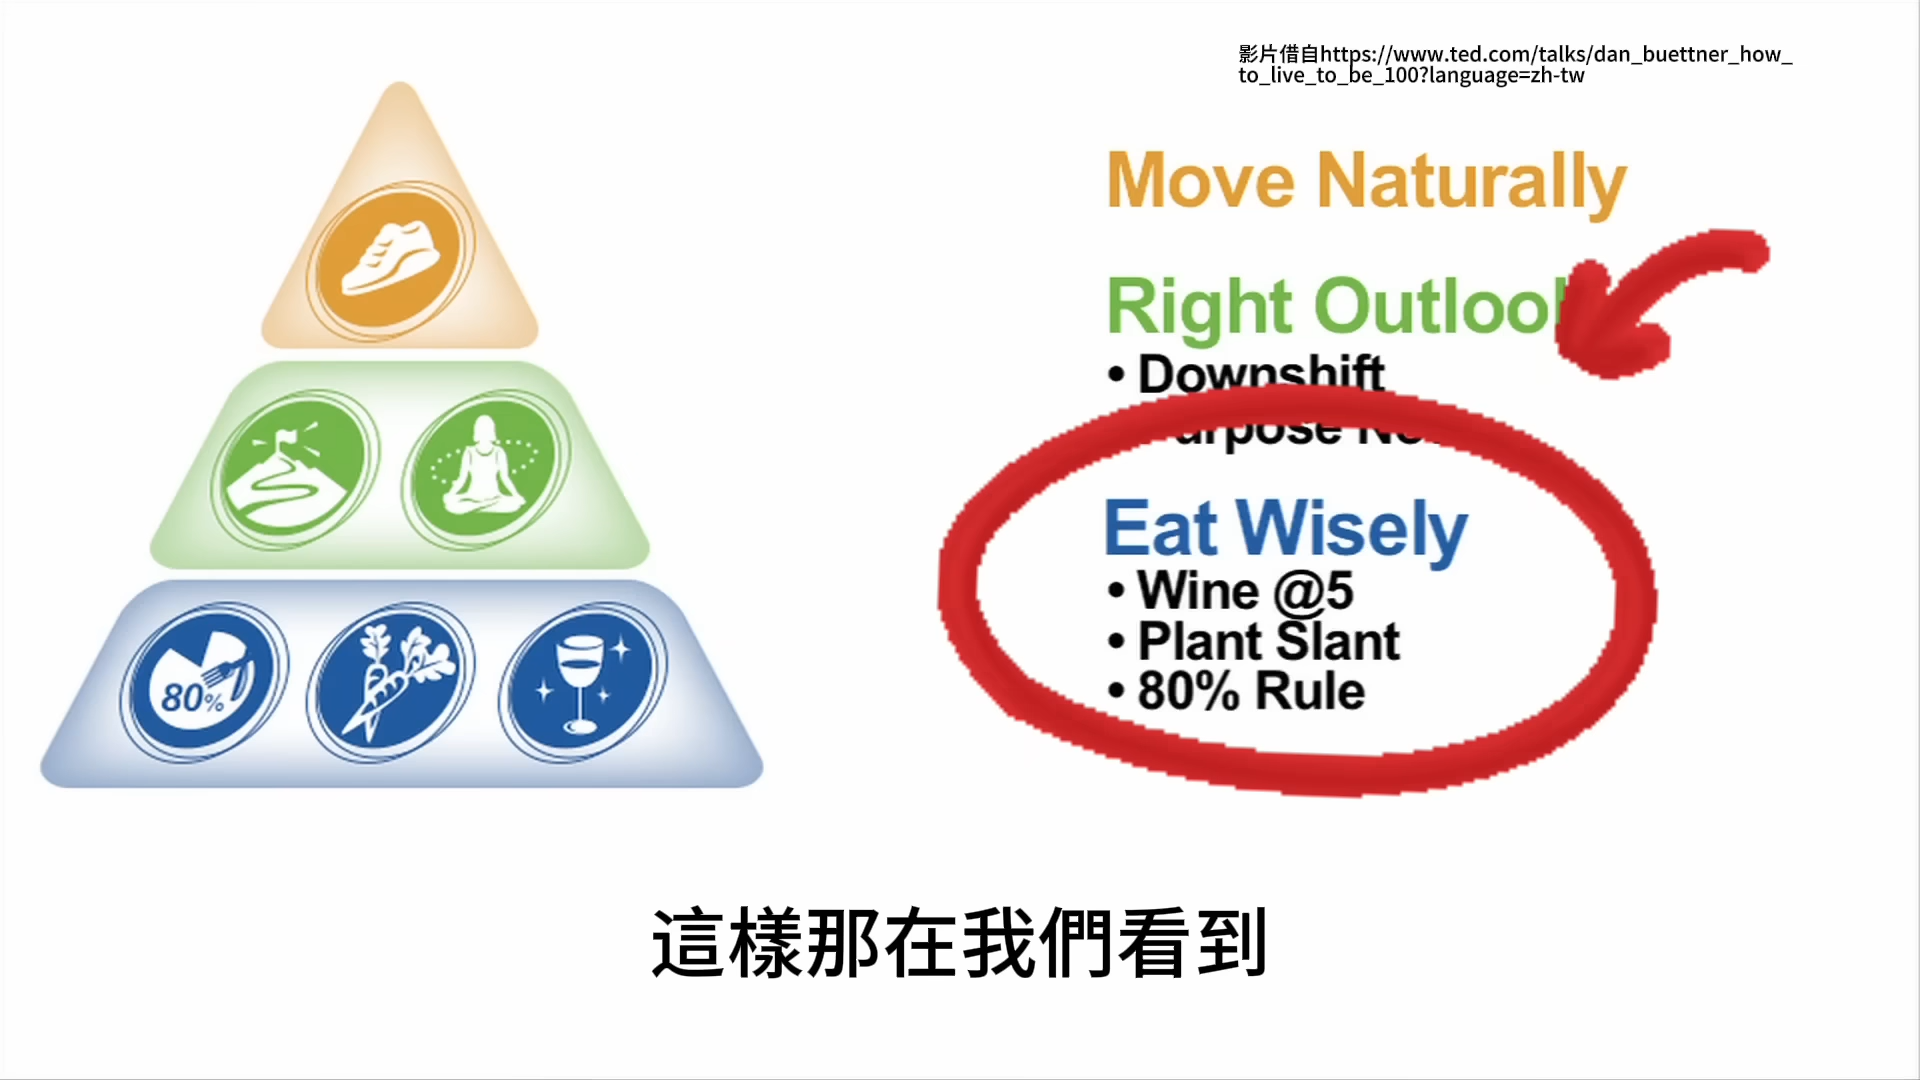 影片借自https://www.ted.com/talks/dan_buettner_how_
to_live_to_be_100?language=zh-tw
Move Naturally
Right Outlook
• Downshift
Purpose
Eat Wisely
• Wine @5
• Plant Slant
• 80% Rule
80%
這樣那在我們看到